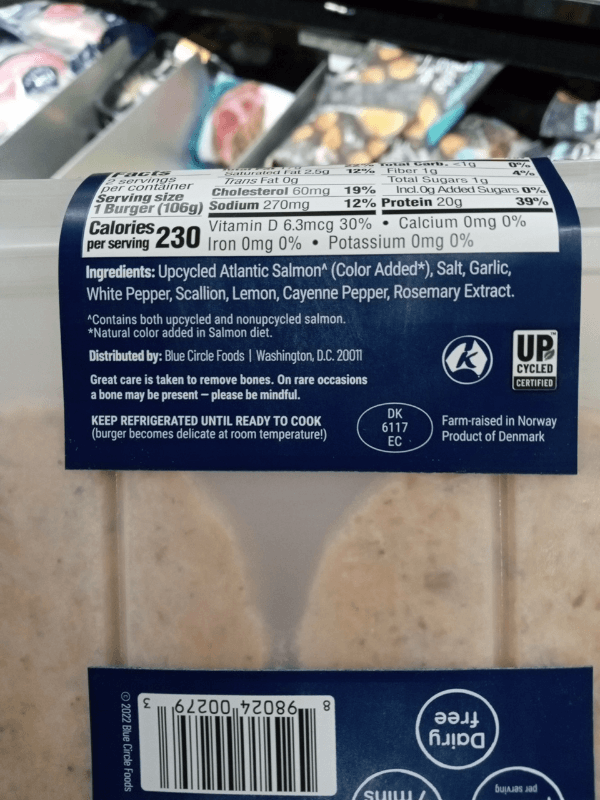 Facts
2 servings
per container
Serving size
1 Burger (106g)
Calories
per serving 230
Saturated Fat 2.5g 12%
Trans Fat 0g
Cholesterol 60mg 19%
Sodium 270mg 12%
Total Carb. <1g 0%
Fiber 1g 4%
Total Sugars 1g
Incl.0g Added Sugars 0%
Protein 20g 39%
Vitamin D 6.3mcg 30% • Calcium 0mg 0%
Iron 0mg 0% • Potassium 0mg 0%
Ingredients: Upcycled Atlantic Salmon^ (Color Added*), Salt, Garlic,
White Pepper, Scallion, Lemon, Cayenne Pepper, Rosemary Extract.
^Contains both upcycled and nonupcycled salmon.
*Natural color added in Salmon diet.
Distributed by: Blue Circle Foods | Washington, D.C. 20011
Great care is taken to remove bones. On rare occasions
a bone may be present – please be mindful.
KEEP REFRIGERATED UNTIL READY TO COOK
(burger becomes delicate at room temperature!)
K
UP
CYCLED
CERTIFIED
™
DK
6117
EC
Farm-raised in Norway
Product of Denmark
© 2022 Blue Circle Foods
8 98024 00279 3
Dairy
free
7 mins
per serving